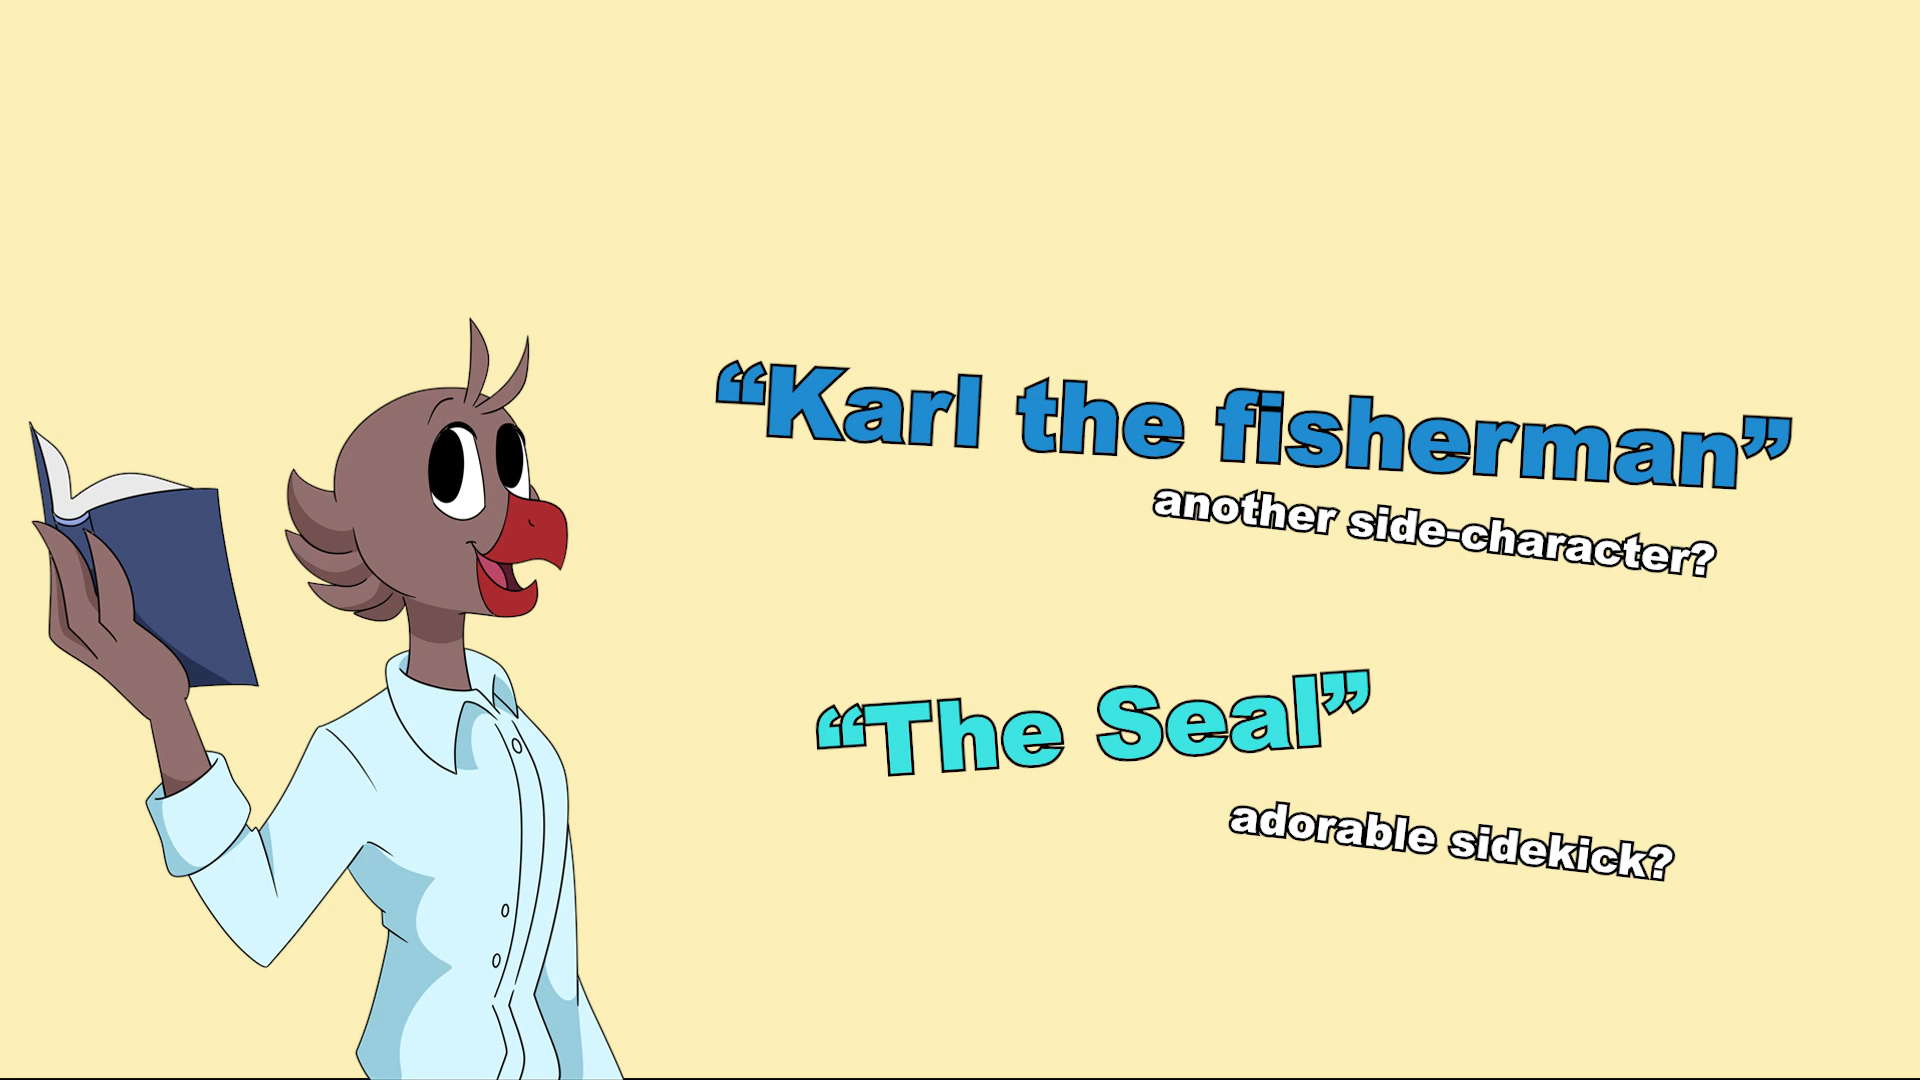 “Karl the fisherman”
another side-character?
“The Seal”
adorable sidekick?